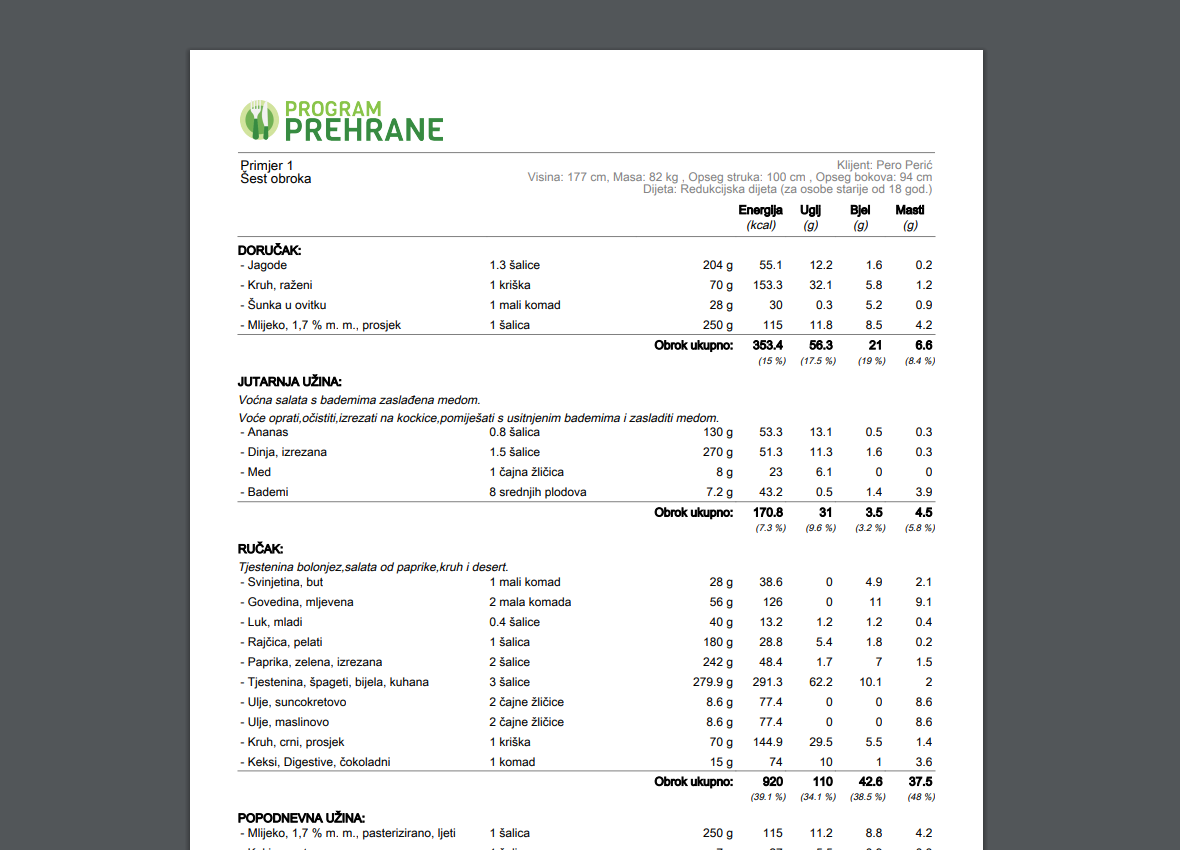 PROGRAM
PREHRANE
Primjer 1
Šest obroka
Klijent: Pero Perić
Visina: 177 cm, Masa: 82 kg , Opseg struka: 100 cm , Opseg bokova: 94 cm
Dijeta: Redukcijska dijeta (za osobe starije od 18 god.)
Energija Uglj Bjel Masti
(kcal) (g) (g) (g)
DORUČAK:
- Jagode 1.3 šalice 204 g 55.1 12.2 1.6 0.2
- Kruh, raženi 1 kriška 70 g 153.3 32.1 5.8 1.2
- Šunka u ovitku 1 mali komad 28 g 30 0.3 5.2 0.9
- Mlijeko, 1,7 % m. m., prosjek 1 šalica 250 g 115 11.8 8.5 4.2
Obrok ukupno: 353.4 56.3 21 6.6
(15 %) (17.5 %) (19 %) (8.4 %)
JUTARNJA UŽINA:
Voćna salata s bademima zaslađena medom.
Voće oprati,očistiti,izrezati na kockice,pomiješati s usitnjenim bademima i zasladiti medom.
- Ananas 0.8 šalica 130 g 53.3 13.1 0.5 0.3
- Dinja, izrezana 1.5 šalice 270 g 51.3 11.3 1.6 0.3
- Med 1 čajna žličica 8 g 23 6.1 0 0
- Bademi 8 srednjih plodova 7.2 g 43.2 0.5 1.4 3.9
Obrok ukupno: 170.8 31 3.5 4.5
(7.3 %) (9.6 %) (3.2 %) (5.8 %)
RUČAK:
Tjestenina bolonjez,salata od paprike,kruh i desert.
- Svinjetina, but 1 mali komad 28 g 38.6 0 4.9 2.1
- Govedina, mljevena 2 mala komada 56 g 126 0 11 9.1
- Luk, mladi 0.4 šalice 40 g 13.2 1.2 1.2 0.4
- Rajčica, pelati 1 šalica 180 g 28.8 5.4 1.8 0.2
- Paprika, zelena, izrezana 2 šalice 242 g 48.4 1.7 7 1.5
- Tjestenina, špageti, bijela, kuhana 3 šalice 279.9 g 291.3 62.2 10.1 2
- Ulje, suncokretovo 2 čajne žličice 8.6 g 77.4 0 0 8.6
- Ulje, maslinovo 2 čajne žličice 8.6 g 77.4 0 0 8.6
- Kruh, crni, prosjek 1 kriška 70 g 144.9 29.5 5.5 1.4
- Keksi, Digestive, čokoladni 1 komad 15 g 74 10 1 3.6
Obrok ukupno: 920 110 42.6 37.5
(39.1 %) (34.1 %) (38.5 %) (48 %)
POPODNEVNA UŽINA:
- Mlijeko, 1,7 % m. m., pasterizirano, ljeti 1 šalica 250 g 115 11.2 8.8 4.2